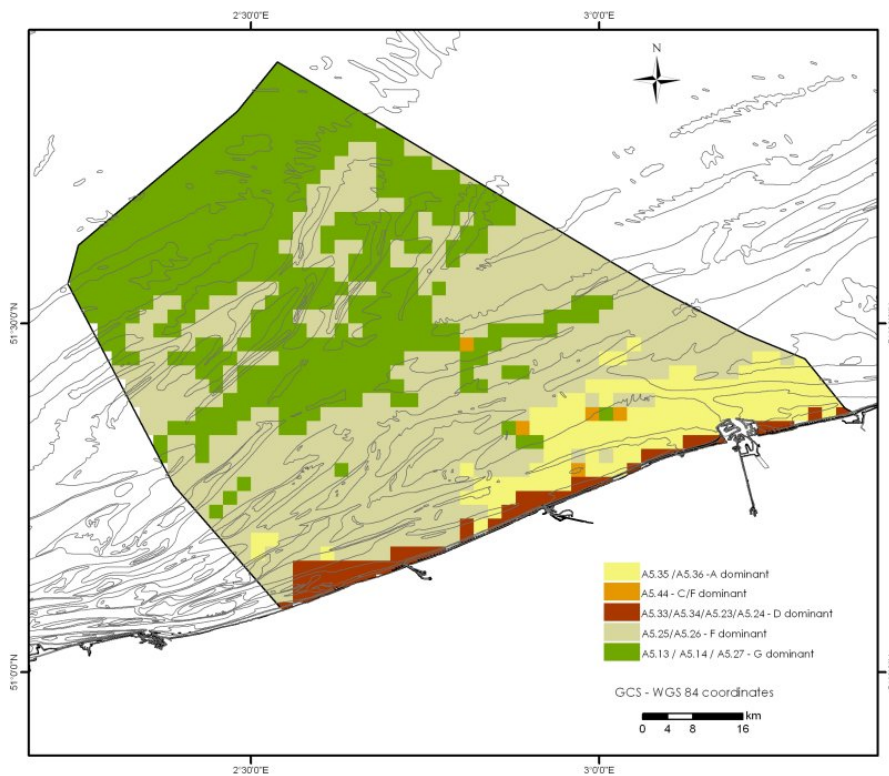 2°30'0"E 3°0'0"E
N
51°30'0"N
51°0'0"N
A5.35 /A5.36 -A dominant
A5.44 - C/F dominant
A5.33/A5.34/A5.23/A5.24 - D dominant
A5.25/A5.26 - F dominant
A5.13 / A5.14 / A5.27 - G dominant
GCS - WGS 84 coordinates
km
0 4 8 16
2°30'0"E 3°0'0"E